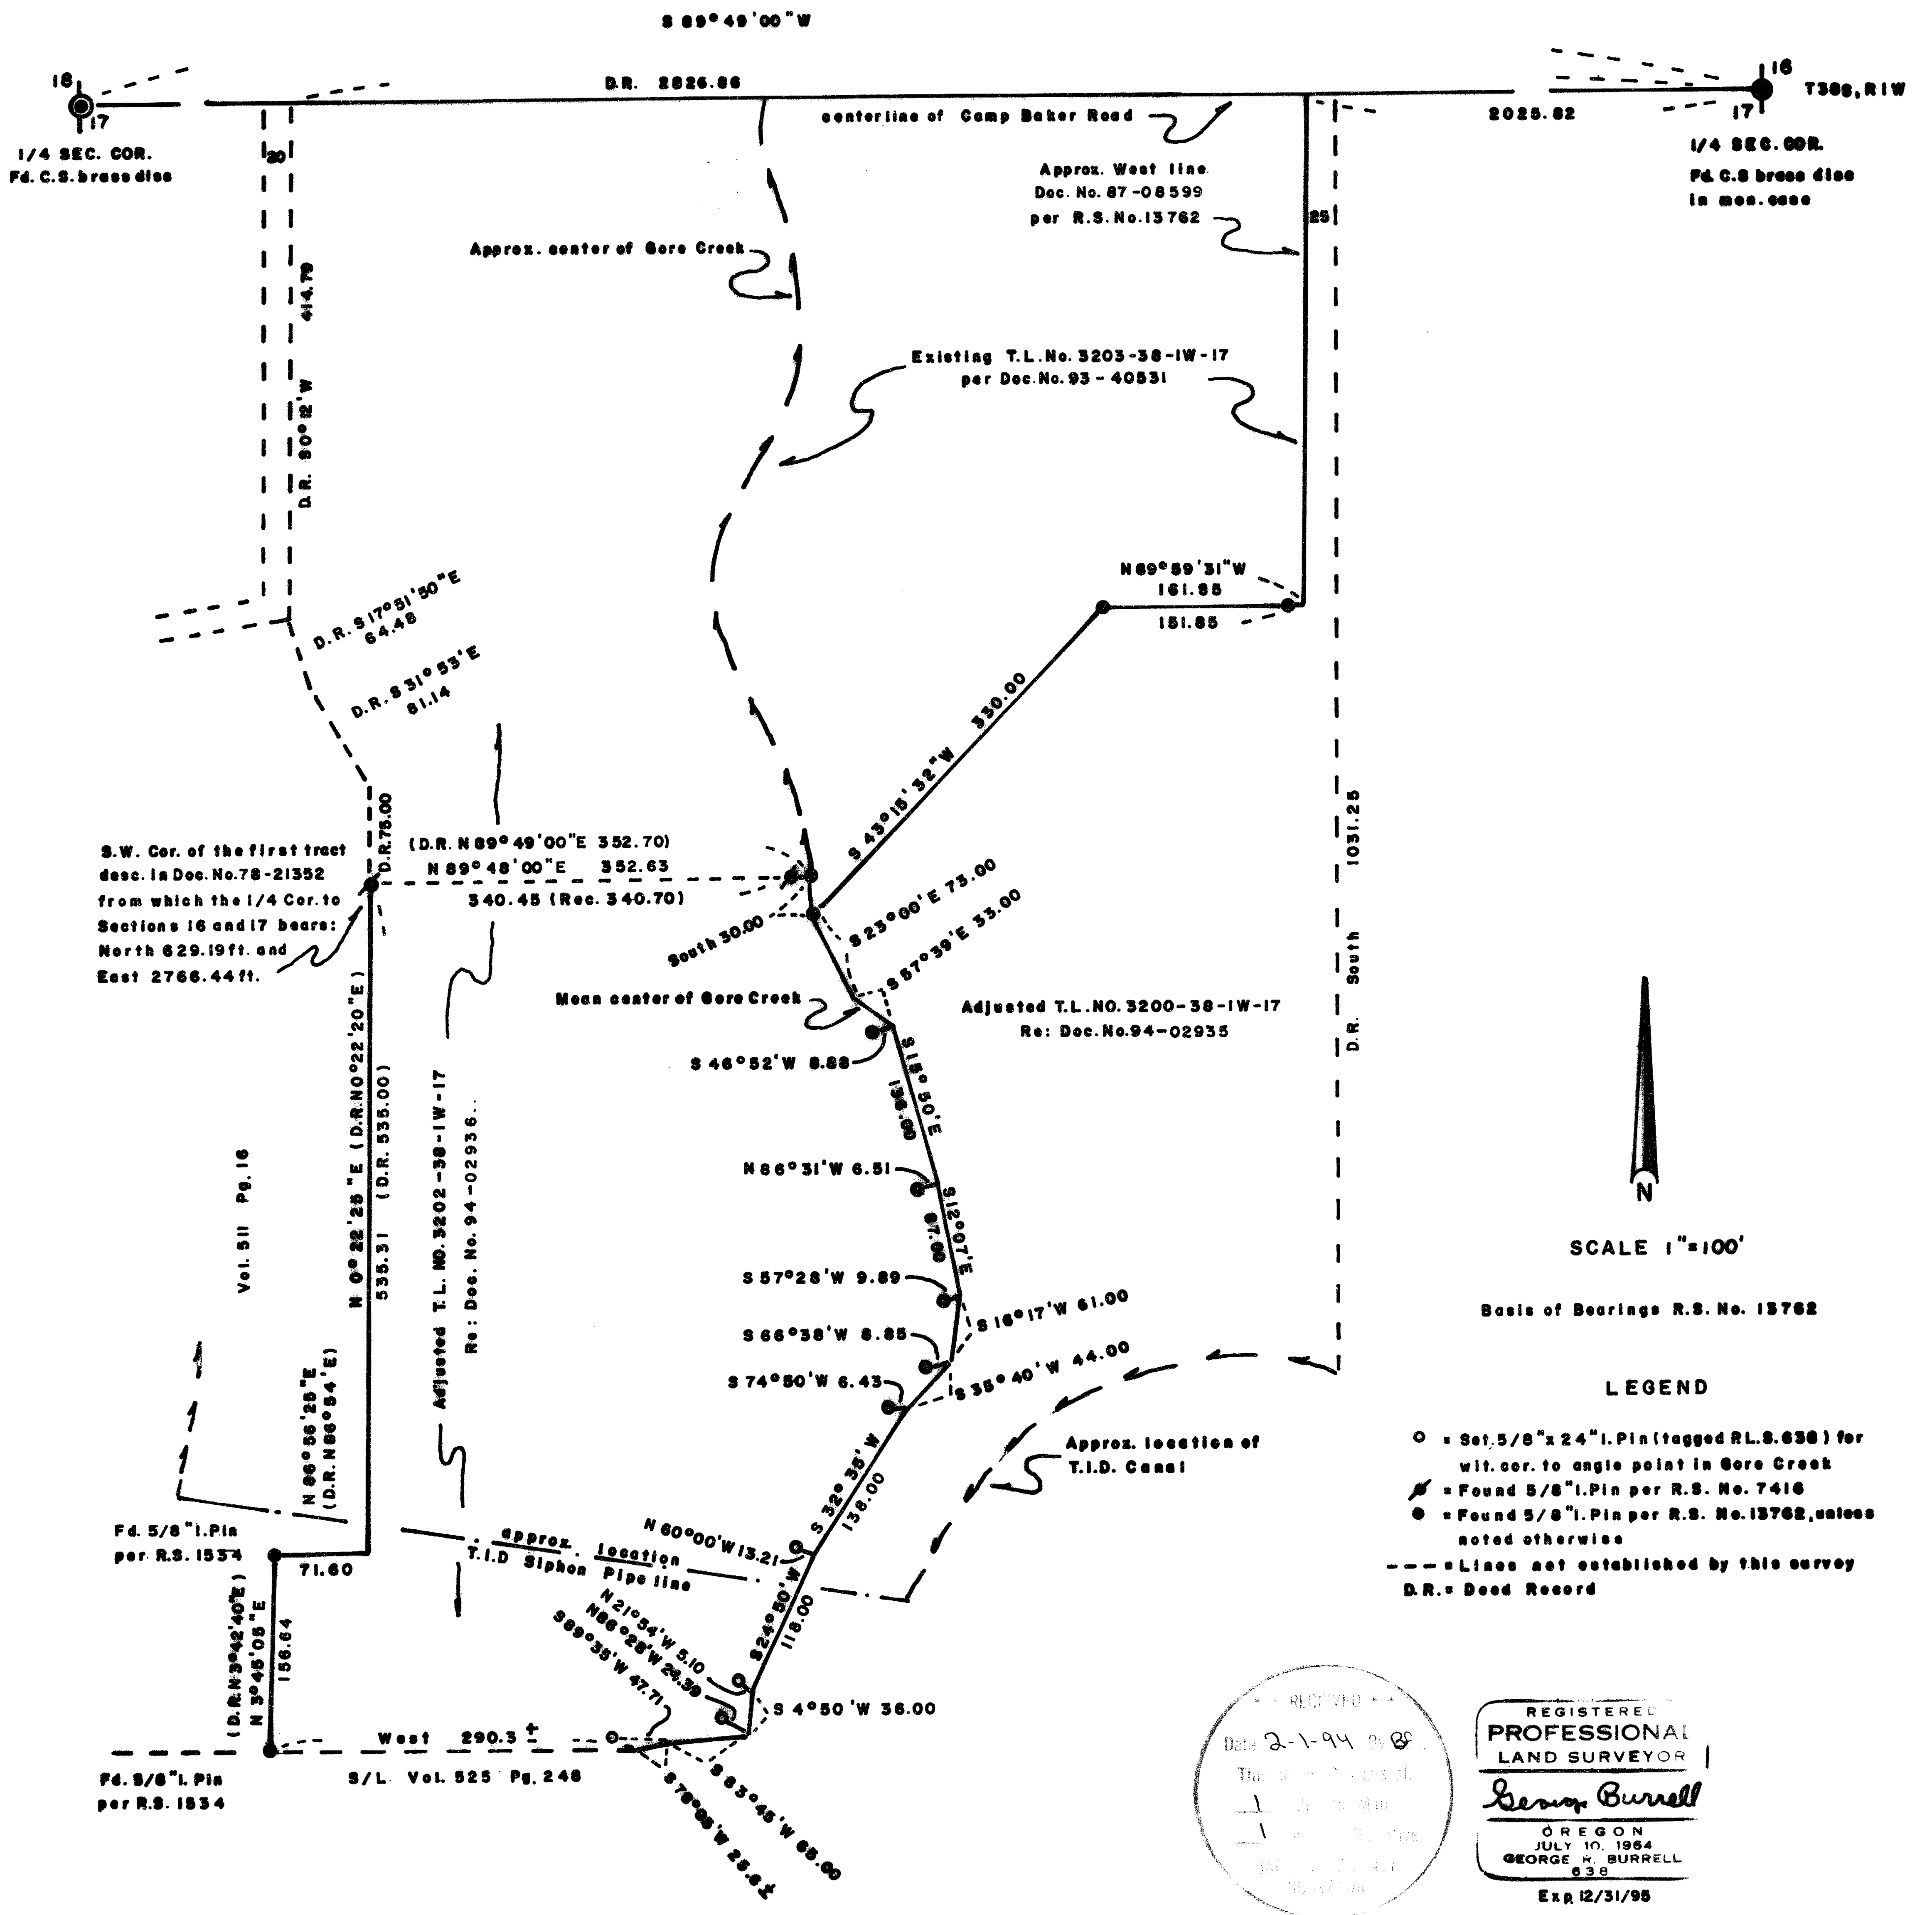 S 89°49'00"W
18
17
1/4 SEC. COR.
Fd. C.S. brass disc
D.R. 2826.86
centerline of Camp Baker Road
2025.82
16
17
T38S, R1W
1/4 SEC. COR.
Fd. C.S brass disc
in mon. case
20
Approx. West line
Doc. No. 87-08599
per R.S. No. 13762
25
Approx. center of Gore Creek
D.R. S0°12'W 414.79
Existing T.L. No. 3203-38-1W-17
per Doc. No. 93-40531
N 89°59'31"W
161.85
151.85
D.R. S 17°51'50"E
64.48
D.R. S 31°53'E
81.14
330.00
S 43°15'32"W
D.R. 75.00
S.W. Cor. of the first tract
desc. in Doc. No. 78-21352
from which the 1/4 Cor. to
Sections 16 and 17 bears:
North 629.19 ft. and
East 2766.44 ft.
(D.R. N 89°49'00"E 352.70)
N 89°48'00"E 352.63
340.45 (Rec. 340.70)
South 30.00
S 23°00'E 73.00
S 57°39'E 33.00
Mean center of Gore Creek
Adjusted T.L. NO. 3200-38-1W-17
Re: Doc. No. 94-02935
D.R. South 1031.25
S 46°52'W 8.88
S 15°50'E
N 86°31'W 6.51
S 12°07'E
S 57°28'W 9.89
S 66°38'W 8.85
S 74°50'W 6.43
S 16°17'W 61.00
S 35°40'W 44.00
Vol. 511 Pg. 16
N 0°22'25"E (D.R. N0°22'20"E)
535.31 (D.R. 535.00)
Adjusted T.L. NO. 3202-38-1W-17
Re: Doc. No. 94-02936
N 86°56'25"E
(D.R. N86°54'E)
N
SCALE 1"=100'
Basis of Bearings R.S. No. 13762
LEGEND
= Set 5/8"x 24" I. Pin (tagged R.L.S. 638) for
wit. cor. to angle point in Gore Creek
= Found 5/8" I. Pin per R.S. No. 7416
= Found 5/8" I. Pin per R.S. No. 13762, unless
noted otherwise
= Lines not established by this survey
D.R. = Deed Record
Approx. location of
T.I.D. Canal
S 32°35'W
138.00
Fd. 5/8" I. Pin
per R.S. 1534
71.60
approx. location
T.I.D Siphon Pipe line
N 60°00'W 13.21
S 24°50'W
118.00
N 21°54'W 5.10
N86°28'W 24.39
S89°35'W 47.71
(D.R. N 3°42'40"E)
N 3°45'05"E
156.64
S 4°50'W 36.00
West 290.3 ±
S/L Vol. 525 Pg. 248
Fd. 5/8" I. Pin
per R.S. 1534
S 83°45'W 65.00
S 78°05'W 25.6±
RECEIVED
Date 2-1-94 By BF
This
1
1
REGISTERED
PROFESSIONAL
LAND SURVEYOR
George Burrell
OREGON
JULY 10, 1964
GEORGE R. BURRELL
638
Exp. 12/31/95